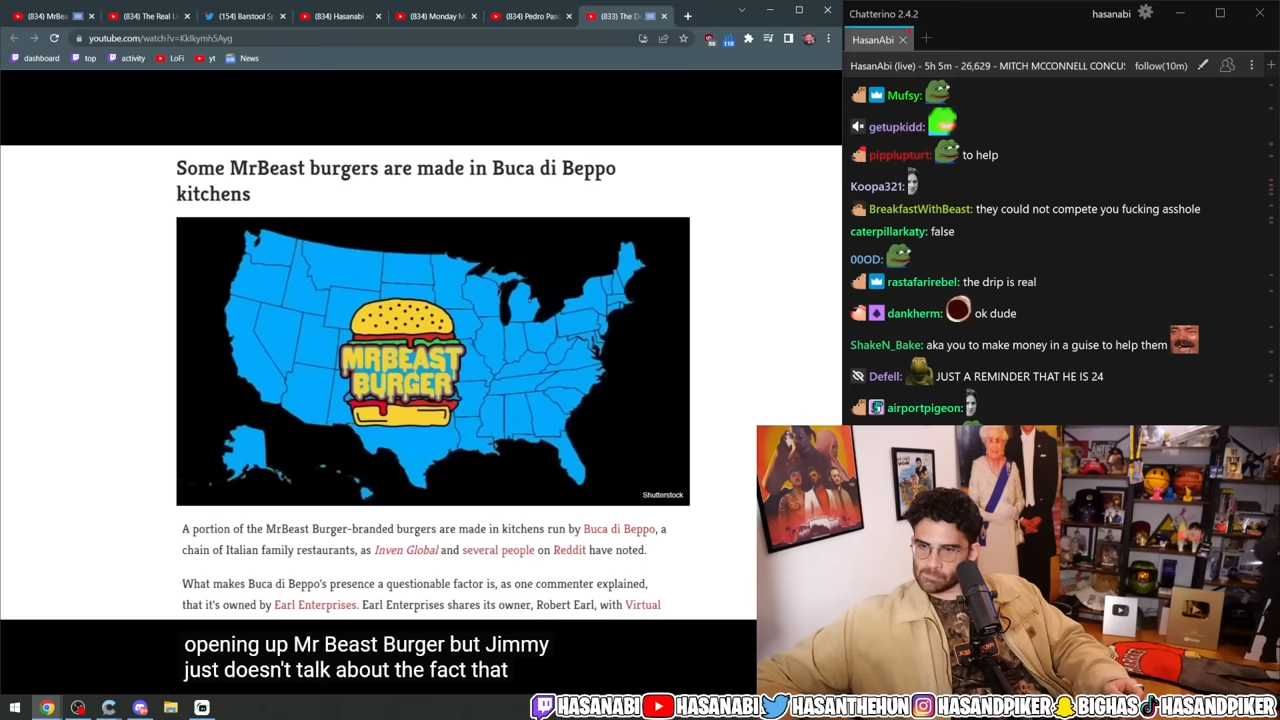 (834) MrBea
(834) The Real Li
(154) Barstool Sp
(834) Hasanabi -
(834) Monday M
(834) Pedro Pasc
(833) The D
youtube.com/watch?v=Kklkymh5Ayg
dashboard
top
activity
LoFi
yt
News
Some MrBeast burgers are made in Buca di Beppo
kitchens
MRBEAST
BURGER
Shutterstock
A portion of the MrBeast Burger-branded burgers are made in kitchens run by Buca di Beppo, a
chain of Italian family restaurants, as Inven Global and several people on Reddit have noted.
What makes Buca di Beppo's presence a questionable factor is, as one commenter explained,
that it's owned by Earl Enterprises. Earl Enterprises shares its owner, Robert Earl, with Virtual
opening up Mr Beast Burger but Jimmy
just doesn't talk about the fact that
Chatterino 2.4.2
hasanabi
HasanAbi
HasanAbi (live) - 5h 5m - 26,629 - MITCH MCCONNELL CONCU
follow(10m)
Mufsy:
getupkidd:
pipplupturt: to help
Koopa321:
BreakfastWithBeast: they could not compete you fucking asshole
caterpillarkaty: false
00OD:
rastafarirebel: the drip is real
dankherm: ok dude
ShakeN_Bake: aka you to make money in a guise to help them
Defell: JUST A REMINDER THAT HE IS 24
airportpigeon:
HASANABI HASANABI HASANTHEHUN HASANDPIKER BIGHAS HASANDPIKER